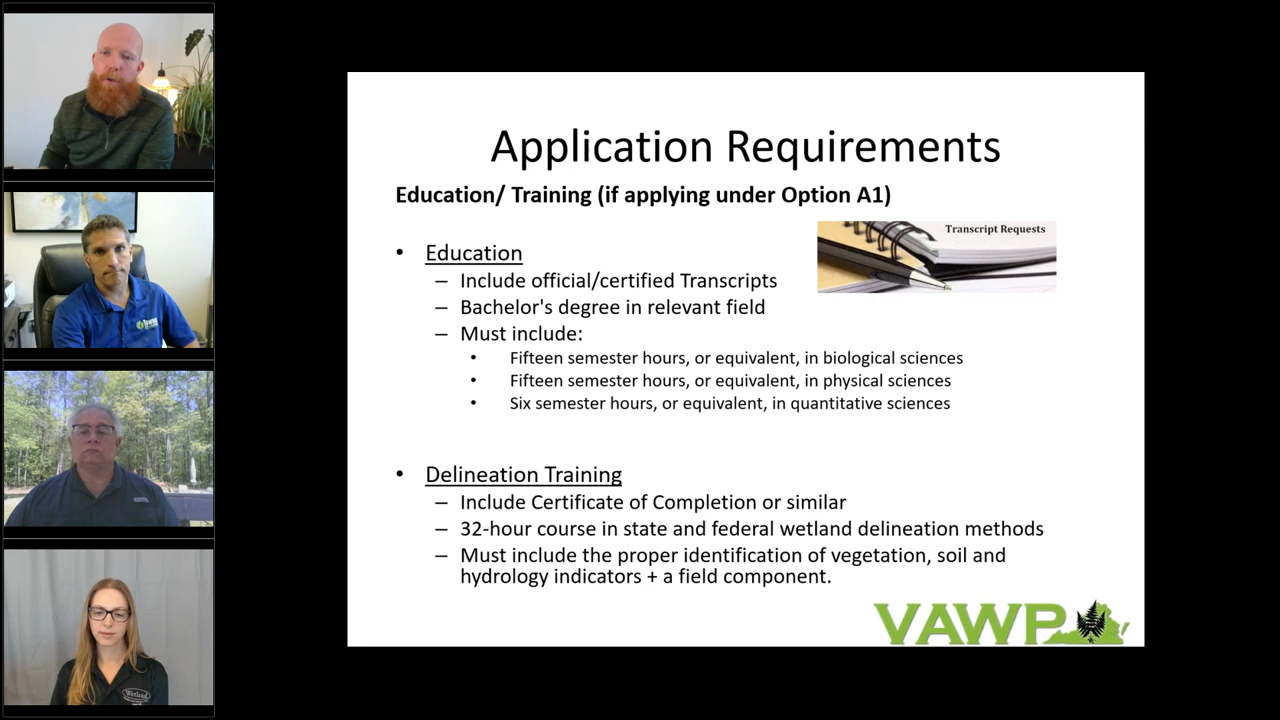 Application Requirements
Education/ Training (if applying under Option A1)
Transcript Requests
• Education
– Include official/certified Transcripts
– Bachelor's degree in relevant field
– Must include:
• Fifteen semester hours, or equivalent, in biological sciences
• Fifteen semester hours, or equivalent, in physical sciences
• Six semester hours, or equivalent, in quantitative sciences
• Delineation Training
– Include Certificate of Completion or similar
– 32-hour course in state and federal wetland delineation methods
– Must include the proper identification of vegetation, soil and
hydrology indicators + a field component.
VAWP
Wetland